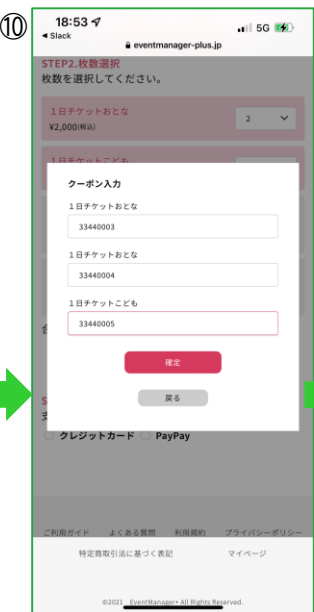 ⑩
18:53
5G
◀ Slack
eventmanager-plus.jp
STEP2.枚数選択
枚数を選択してください。
1日チケットおとな
¥2,000(税込)
2
1日チケットこども
クーポン入力
1日チケットおとな
33440003
1日チケットおとな
33440004
1日チケットこども
33440005
確定
戻る
クレジットカード PayPay
ご利用ガイド よくある質問 利用規約 プライバシーポリシー
特定商取引法に基づく表記 マイページ
©2021 EventManager+ All Rights Reserved.